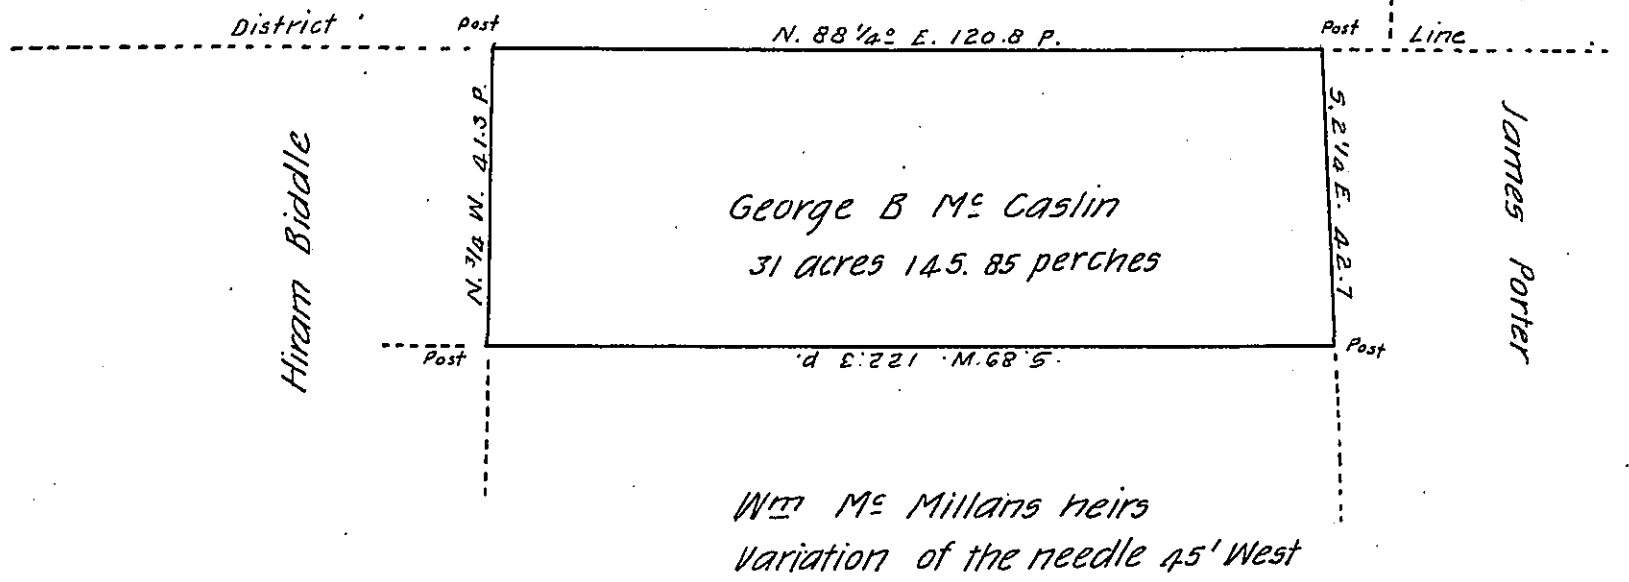 District
Post
N. 88 1/4° E. 120.8 P.
Post
Line
Hiram Biddle
N. 3/4 W. 41.3 P.
S. 2 1/4 E. 42.7
James Porter
George B Mc Caslin
31 acres 145.85 perches
Post
S. 89 W. 122.3 P.
Post
Wm Mc Millans heirs
Variation of the needle 45' West